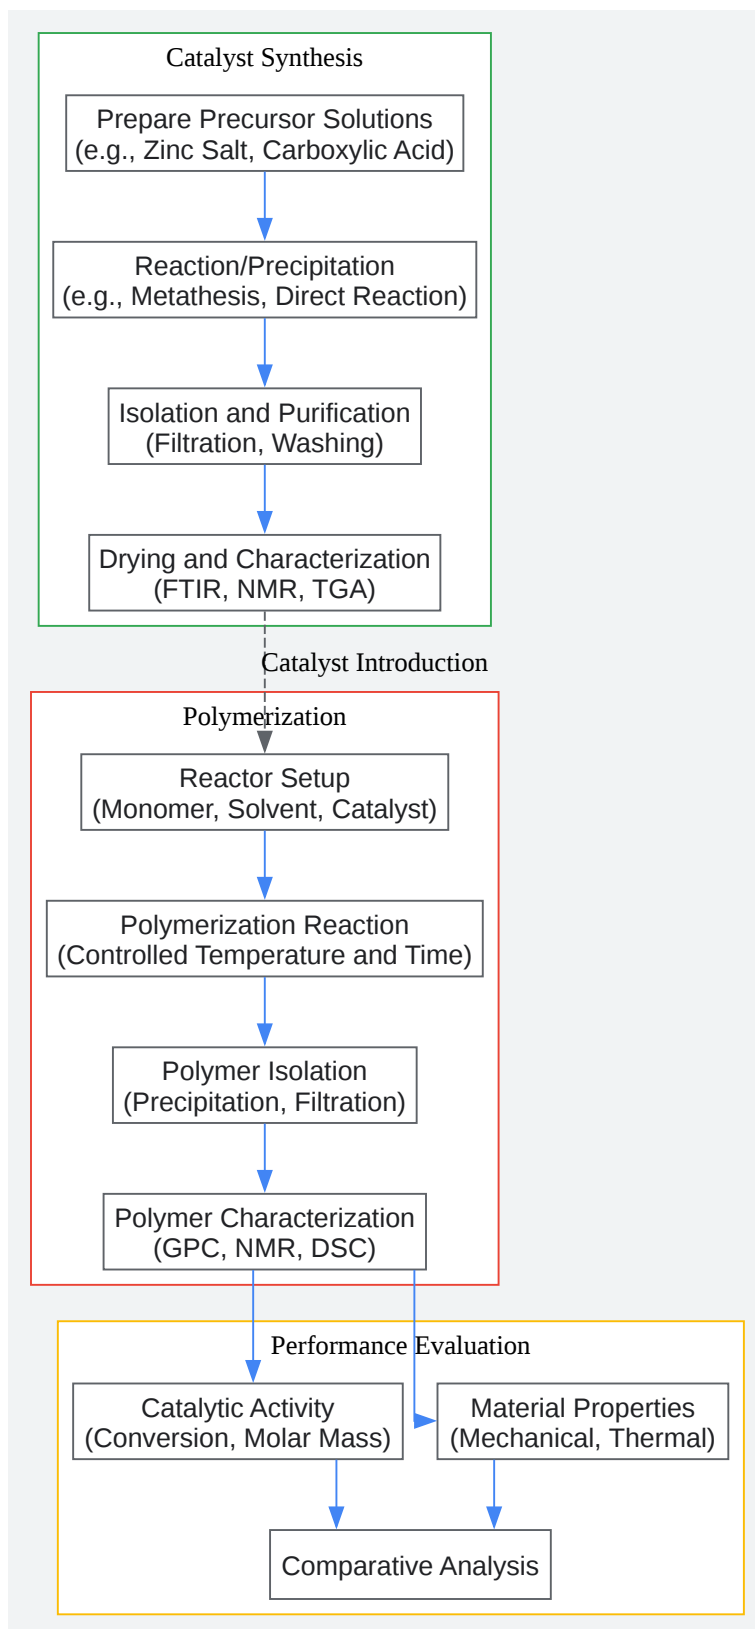 Catalyst Synthesis
Prepare Precursor Solutions
(e.g., Zinc Salt, Carboxylic Acid)
Reaction/Precipitation
(e.g., Metathesis, Direct Reaction)
Isolation and Purification
(Filtration, Washing)
Drying and Characterization
(FTIR, NMR, TGA)
Catalyst Introduction
Polymerization
Reactor Setup
(Monomer, Solvent, Catalyst)
Polymerization Reaction
(Controlled Temperature and Time)
Polymer Isolation
(Precipitation, Filtration)
Polymer Characterization
(GPC, NMR, DSC)
Performance Evaluation
Catalytic Activity
(Conversion, Molar Mass)
Material Properties
(Mechanical, Thermal)
Comparative Analysis